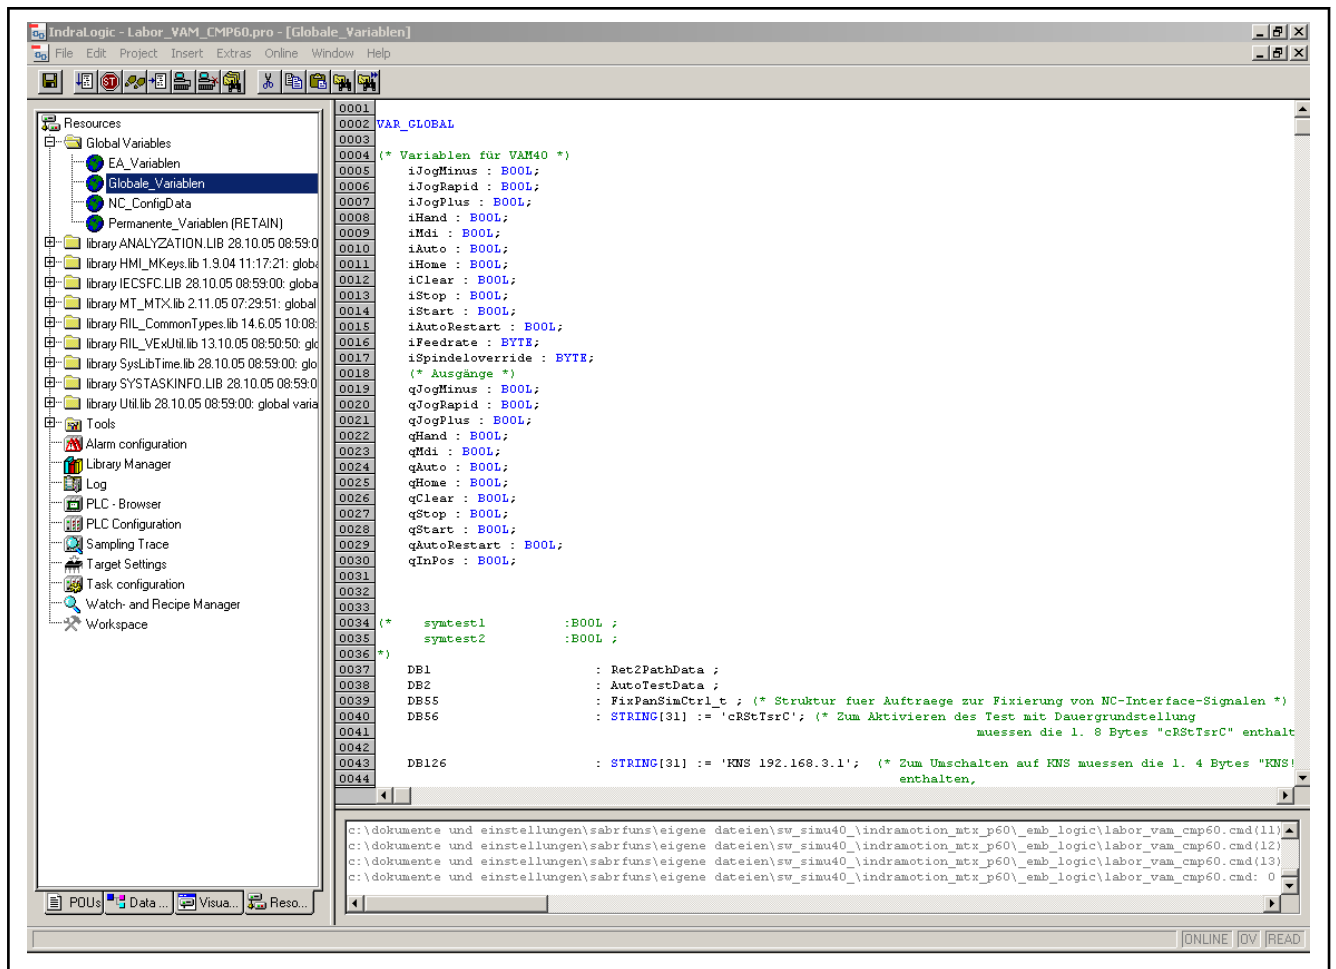 IndraLogic - Labor_VAM_CMP60.pro - [Globale_Variablen]
File Edit Project Insert Extras Online Window Help
Resources
Global Variables
EA_Variablen
Globale_Variablen
NC_ConfigData
Permanente_Variablen (RETAIN)
library ANALYZATION.LIB 28.10.05 08:59:0
library HMI_MKeys.lib 1.9.04 11:17:21: globa
library IECSFC.LIB 28.10.05 08:59:00: globa
library MT_MTX.lib 2.11.05 07:29:51: global
library RIL_CommonTypes.lib 14.6.05 10:08:
library RIL_VExUtil.lib 13.10.05 08:50:50: glo
library SysLibTime.lib 28.10.05 08:59:00: glo
library SYSTASKINFO.LIB 28.10.05 08:59:0
library Util.lib 28.10.05 08:59:00: global varia
Tools
Alarm configuration
Library Manager
Log
PLC - Browser
PLC Configuration
Sampling Trace
Target Settings
Task configuration
Watch- and Recipe Manager
Workspace
POUs Data ... Visua... Reso...
0001
0002 VAR_GLOBAL
0003
0004 (* Variablen für VAM40 *)
0005 iJogMinus : BOOL;
0006 iJogRapid : BOOL;
0007 iJogPlus : BOOL;
0008 iHand : BOOL;
0009 iMdi : BOOL;
0010 iAuto : BOOL;
0011 iHome : BOOL;
0012 iClear : BOOL;
0013 iStop : BOOL;
0014 iStart : BOOL;
0015 iAutoRestart : BOOL;
0016 iFeedrate : BYTE;
0017 iSpindeloverride : BYTE;
0018 (* Ausgänge *)
0019 qJogMinus : BOOL;
0020 qJogRapid : BOOL;
0021 qJogPlus : BOOL;
0022 qHand : BOOL;
0023 qMdi : BOOL;
0024 qAuto : BOOL;
0025 qHome : BOOL;
0026 qClear : BOOL;
0027 qStop : BOOL;
0028 qStart : BOOL;
0029 qAutoRestart : BOOL;
0030 qInPos : BOOL;
0031
0032
0033
0034 (* symtest1 :BOOL ;
0035 symtest2 :BOOL ;
0036 *)
0037 DB1 : Ret2PathData ;
0038 DB2 : AutoTestData ;
0039 DB55 : FixPanSimCtrl_t ; (* Struktur fuer Auftraege zur Fixierung von NC-Interface-Signalen *)
0040 DB56 : STRING[31] := 'cRStTsrC'; (* Zum Aktivieren des Test mit Dauergrundstellung
0041 muessen die 1. 8 Bytes "cRStTsrC" enthalt
0042
0043 DB126 : STRING[31] := 'KNS 192.168.3.1'; (* Zum Umschalten auf KNS muessen die 1. 4 Bytes "KNS!
0044 enthalten,
c:\dokumente und einstellungen\sabrfuns\eigene dateien\sw_simu40_\indramotion_mtx_p60\_emb_logic\labor_vam_cmp60.cmd(11)
c:\dokumente und einstellungen\sabrfuns\eigene dateien\sw_simu40_\indramotion_mtx_p60\_emb_logic\labor_vam_cmp60.cmd(12)
c:\dokumente und einstellungen\sabrfuns\eigene dateien\sw_simu40_\indramotion_mtx_p60\_emb_logic\labor_vam_cmp60.cmd(13)
c:\dokumente und einstellungen\sabrfuns\eigene dateien\sw_simu40_\indramotion_mtx_p60\_emb_logic\labor_vam_cmp60.cmd: 0
ONLINE OV READ